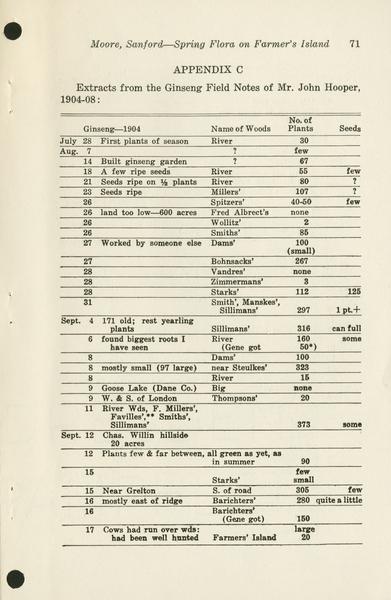 Moore, Sanford—Spring Flora on Farmer's Island 71
APPENDIX C
Extracts from the Ginseng Field Notes of Mr. John Hooper,
1904-08:
No. of
Ginseng—1904 Name of Woods Plants Seeds
July 28 First plants of season River 30
Aug. 7 ? few
14 Built ginseng garden ? 67
18 A few ripe seeds River 55 few
21 Seeds ripe on ½ plants River 80 ?
23 Seeds ripe Millers' 107 ?
26 Spitzers' 40-50 few
26 land too low—600 acres Fred Albrect's none
26 Wollitz' 2
26 Smiths' 85
27 Worked by someone else Dams' 100
(small)
27 Bohnsacks' 267
28 Vandres' none
28 Zimmermans' 3
28 Starks' 112 125
31 Smith', Manskes',
Sillimans' 297 1 pt.+
Sept. 4 171 old; rest yearling
plants Sillimans' 316 can full
6 found biggest roots I River 160 some
have seen (Gene got 50*)
8 Dams' 100
8 mostly small (97 large) near Steulkes' 323
8 River 15
9 Goose Lake (Dane Co.) Big none
9 W. & S. of London Thompsons' 20
11 River Wds, F. Millers',
Favilles',** Smiths',
Sillimans' 373 some
Sept. 12 Chas. Willin hillside
20 acres
12 Plants few & far between, all green as yet, as
in summer 90
15 few
Starks' small
15 Near Grelton S. of road 305 few
16 mostly east of ridge Barichters' 280 quite a little
16 Barichters'
(Gene got) 150
17 Cows had run over wds: large
had been well hunted Farmers' Island 20